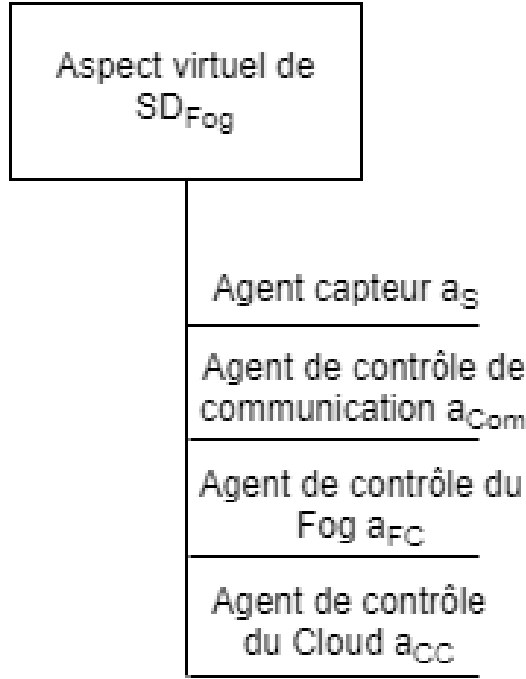 Aspect virtuel de
SD_Fog
Agent capteur a_S
Agent de contrôle de
communication a_Com
Agent de contrôle du
Fog a_FC
Agent de contrôle
du Cloud a_CC